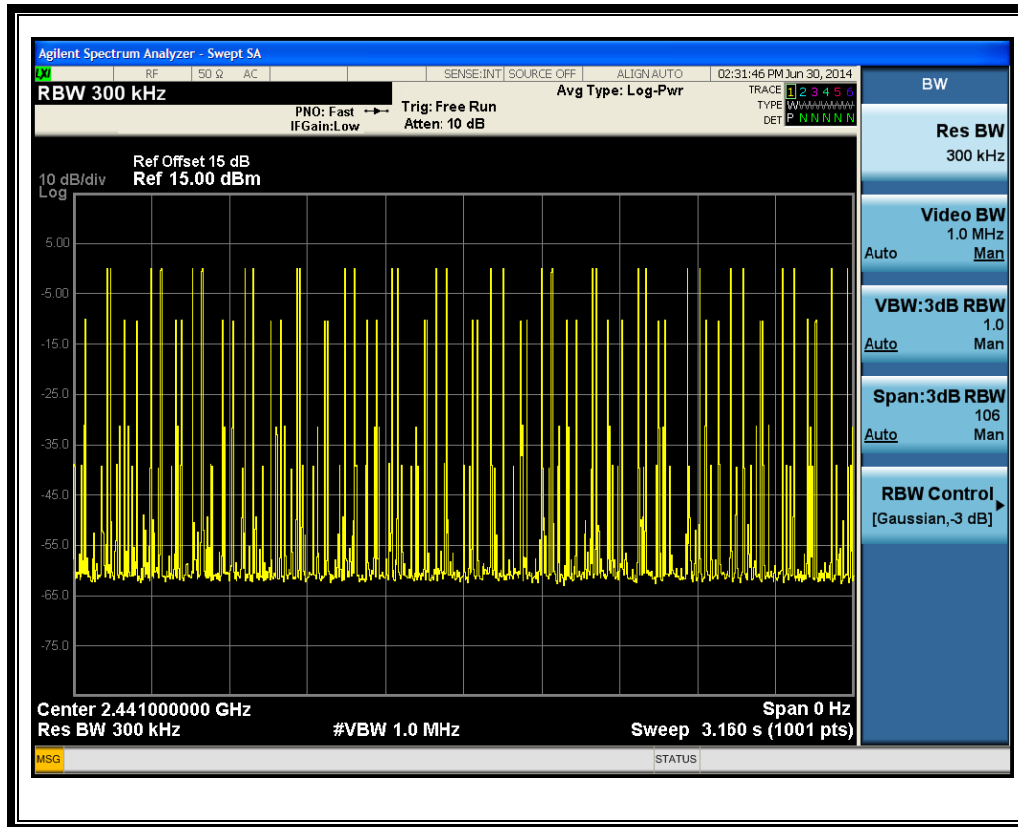 Agilent Spectrum Analyzer - Swept SA
LXI RF 50 Ω AC SENSE:INT SOURCE OFF ALIGN AUTO 02:31:46 PM Jun 30, 2014
RBW 300 kHz
PNO: Fast
IFGain:Low
Trig: Free Run
Atten: 10 dB
Avg Type: Log-Pwr
TRACE 1 2 3 4 5 6
TYPE W W W W W W
DET P N N N N N
Ref Offset 15 dB
10 dB/div Ref 15.00 dBm
Log
5.00
-5.00
-15.0
-25.0
-35.0
-45.0
-55.0
-65.0
-75.0
Center 2.441000000 GHz Span 0 Hz
Res BW 300 kHz #VBW 1.0 MHz Sweep 3.160 s (1001 pts)
MSG STATUS
BW
Res BW
300 kHz
Video BW
1.0 MHz
Auto Man
VBW:3dB RBW
1.0
Auto Man
Span:3dB RBW
106
Auto Man
RBW Control
[Gaussian,-3 dB]